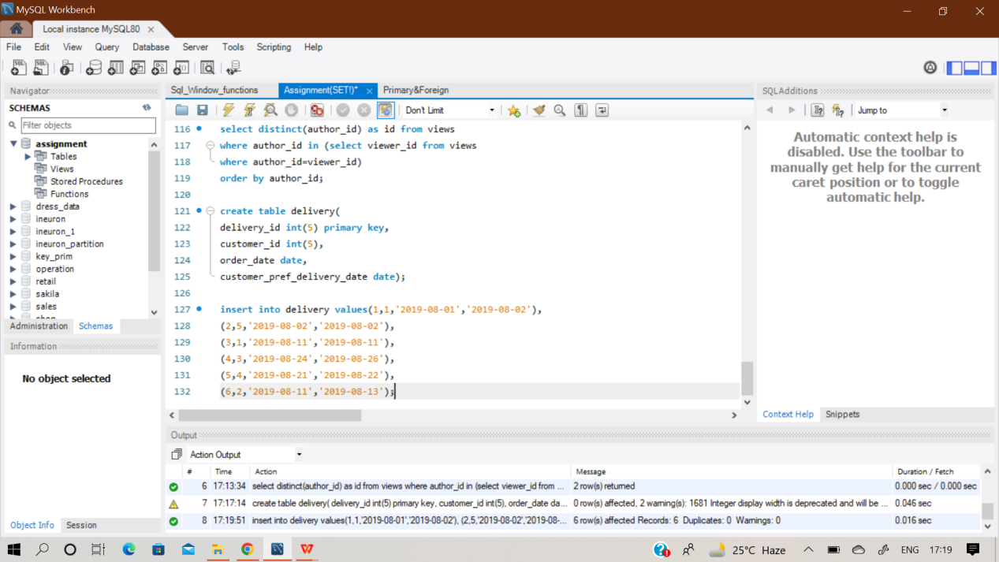 MySQL Workbench
Local instance MySQL80
File Edit View Query Database Server Tools Scripting Help
Navigator
SCHEMAS
Filter objects
assignment
Tables
Views
Stored Procedures
Functions
dress_data
ineuron
ineuron_1
ineuron_partition
key_prim
operation
retail
sakila
sales
Administration Schemas
Information
No object selected
Object Info Session
Sql_Window_functions Assignment(SET!)* Primary&Foreign
Don't Limit
116 select distinct(author_id) as id from views
117 where author_id in (select viewer_id from views
118 where author_id=viewer_id)
119 order by author_id;
120
121 create table delivery(
122 delivery_id int(5) primary key,
123 customer_id int(5),
124 order_date date,
125 customer_pref_delivery_date date);
126
127 insert into delivery values(1,1,'2019-08-01','2019-08-02'),
128 (2,5,'2019-08-02','2019-08-02'),
129 (3,1,'2019-08-11','2019-08-11'),
130 (4,3,'2019-08-24','2019-08-26'),
131 (5,4,'2019-08-21','2019-08-22'),
132 (6,2,'2019-08-11','2019-08-13');
SQLAdditions
Jump to
Automatic context help is
disabled. Use the toolbar to
manually get help for the current
caret position or to toggle
automatic help.
Context Help Snippets
Output
Action Output
# Time Action Message Duration / Fetch
6 17:13:34 select distinct(author_id) as id from views where author_id in (select viewer_id from ... 2 row(s) returned 0.000 sec / 0.000 sec
7 17:17:14 create table delivery( delivery_id int(5) primary key, customer_id int(5), order_date da... 0 row(s) affected, 2 warning(s): 1681 Integer display width is deprecated and will be ... 0.046 sec
8 17:19:51 insert into delivery values(1,1,'2019-08-01','2019-08-02'), (2,5,'2019-08-02','2019-08-... 6 row(s) affected Records: 6 Duplicates: 0 Warnings: 0 0.016 sec
25°C Haze ENG 17:19